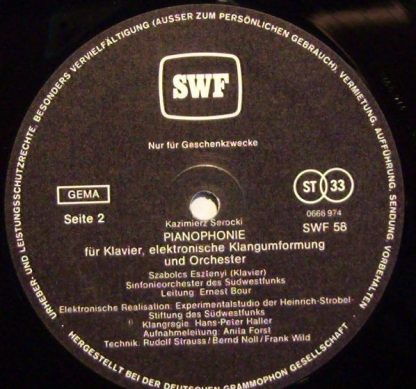 URHEBER- UND LEISTUNGSSCHUTZRECHTE, BESONDERS VERVIELFÄLTIGUNG (AUSSER ZUM PERSÖNLICHEN GEBRAUCH), VERMIETUNG, AUFFÜHRUNG, SENDUNG VORBEHALTEN
SWF
Nur für Geschenkzwecke
GEMA
ST 33
Seite 2
0668 974
SWF 58
Kazimierz Serocki
PIANOPHONIE
für Klavier, elektronische Klangumformung
und Orchester
Szabolcs Eszlenyi (Klavier)
Sinfonieorchester des Südwestfunks
Leitung Ernest Bour
Elektronische Realisation: Experimentalstudio der Heinrich-Strobel-
Stiftung des Südwestfunks
Klangregie: Hans-Peter Haller
Aufnahmeleitung: Anita Forst
Technik: Rudolf Strauss/Bernd Noll/Frank Wild
HERGESTELLT BEI DER DEUTSCHEN GRAMMOPHON GESELLSCHAFT